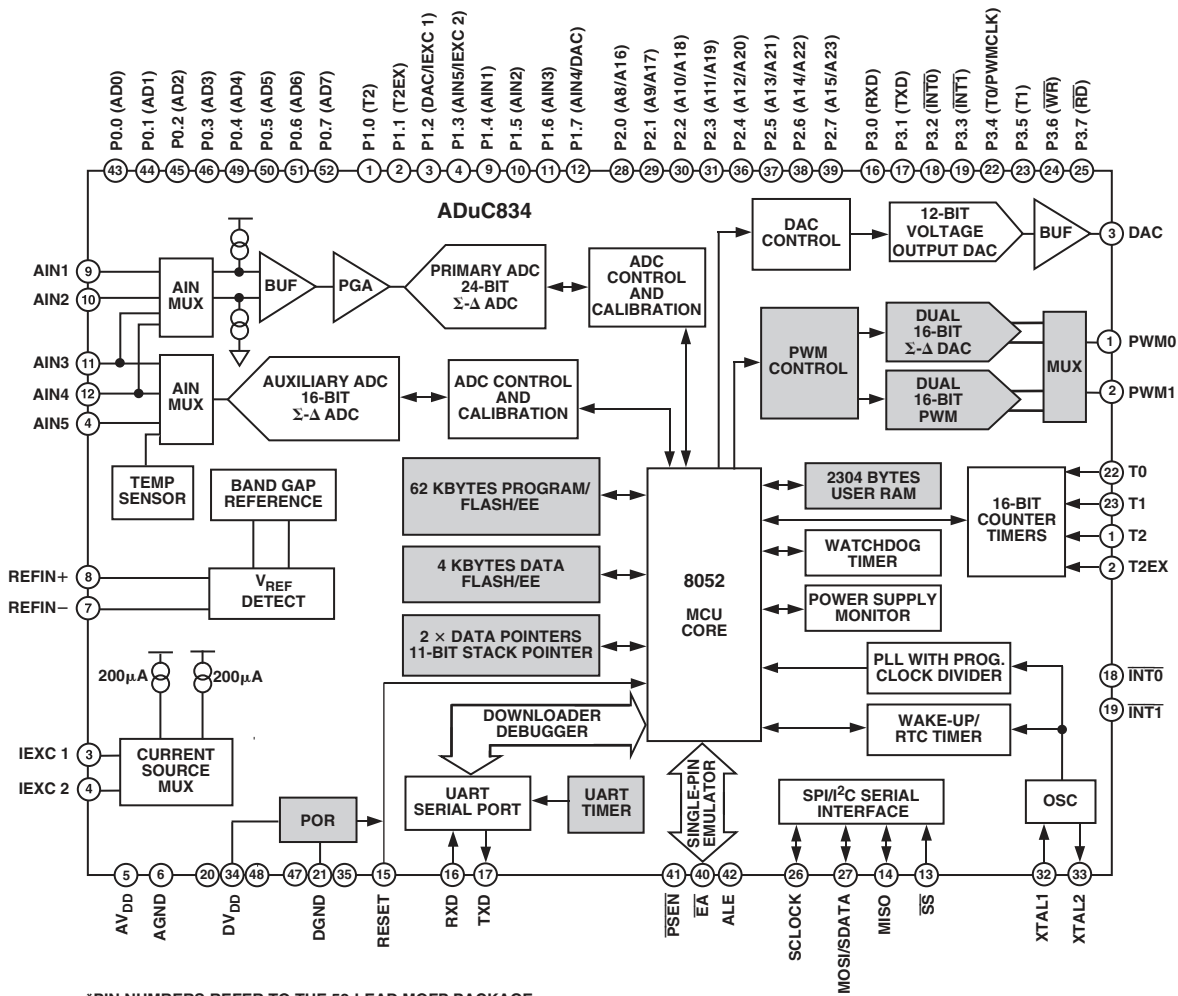 P0.0 (AD0)
P0.1 (AD1)
P0.2 (AD2)
P0.3 (AD3)
P0.4 (AD4)
P0.5 (AD5)
P0.6 (AD6)
P0.7 (AD7)
P1.0 (T2)
P1.1 (T2EX)
P1.2 (DAC/IEXC 1)
P1.3 (AIN5/IEXC 2)
P1.4 (AIN1)
P1.5 (AIN2)
P1.6 (AIN3)
P1.7 (AIN4/DAC)
P2.0 (A8/A16)
P2.1 (A9/A17)
P2.2 (A10/A18)
P2.3 (A11/A19)
P2.4 (A12/A20)
P2.5 (A13/A21)
P2.6 (A14/A22)
P2.7 (A15/A23)
P3.0 (RXD)
P3.1 (TXD)
P3.2 (INT0)
P3.3 (INT1)
P3.4 (T0/PWMCLK)
P3.5 (T1)
P3.6 (WR)
P3.7 (RD)
43 44 45 46 49 50 51 52 1 2 3 4 9 10 11 12 28 29 30 31 36 37 38 39 16 17 18 19 22 23 24 25
ADuC834
AIN1 9
AIN2 10
AIN3 11
AIN4 12
AIN5 4
AIN
MUX
BUF
PGA
PRIMARY ADC
24-BIT
Σ-Δ ADC
ADC
CONTROL
AND
CALIBRATION
DAC
CONTROL
12-BIT
VOLTAGE
OUTPUT DAC
BUF
3 DAC
AIN
MUX
AUXILIARY ADC
16-BIT
Σ-Δ ADC
ADC CONTROL
AND
CALIBRATION
PWM
CONTROL
DUAL
16-BIT
Σ-Δ DAC
DUAL
16-BIT
PWM
MUX
1 PWM0
2 PWM1
TEMP
SENSOR
BAND GAP
REFERENCE
VREF
DETECT
REFIN+ 8
REFIN− 7
62 KBYTES PROGRAM/
FLASH/EE
4 KBYTES DATA
FLASH/EE
2 × DATA POINTERS
11-BIT STACK POINTER
8052
MCU
CORE
2304 BYTES
USER RAM
WATCHDOG
TIMER
POWER SUPPLY
MONITOR
PLL WITH PROG.
CLOCK DIVIDER
WAKE-UP/
RTC TIMER
16-BIT
COUNTER
TIMERS
22 T0
23 T1
1 T2
2 T2EX
18 INT0
19 INT1
200μA
200μA
IEXC 1 3
IEXC 2 4
CURRENT
SOURCE
MUX
DOWNLOADER
DEBUGGER
POR
UART
SERIAL PORT
UART
TIMER
SINGLE-PIN
EMULATOR
SPI/I2C SERIAL
INTERFACE
OSC
5 6 20 34 48 47 21 35 15 16 17 41 40 42 26 27 14 13 32 33
AVDD
AGND
DVDD
DGND
RESET
RXD
TXD
PSEN
EA
ALE
SCLOCK
MOSI/SDATA
MISO
SS
XTAL1
XTAL2